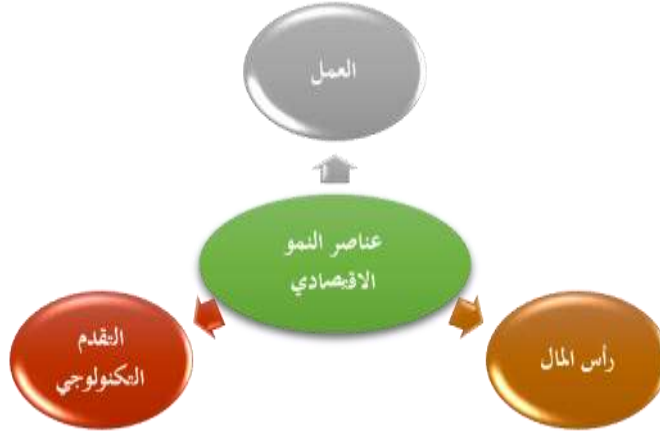 العمل
عناصر النمو
الاقتصادي
رأس المال
التقدم
التكنولوجي